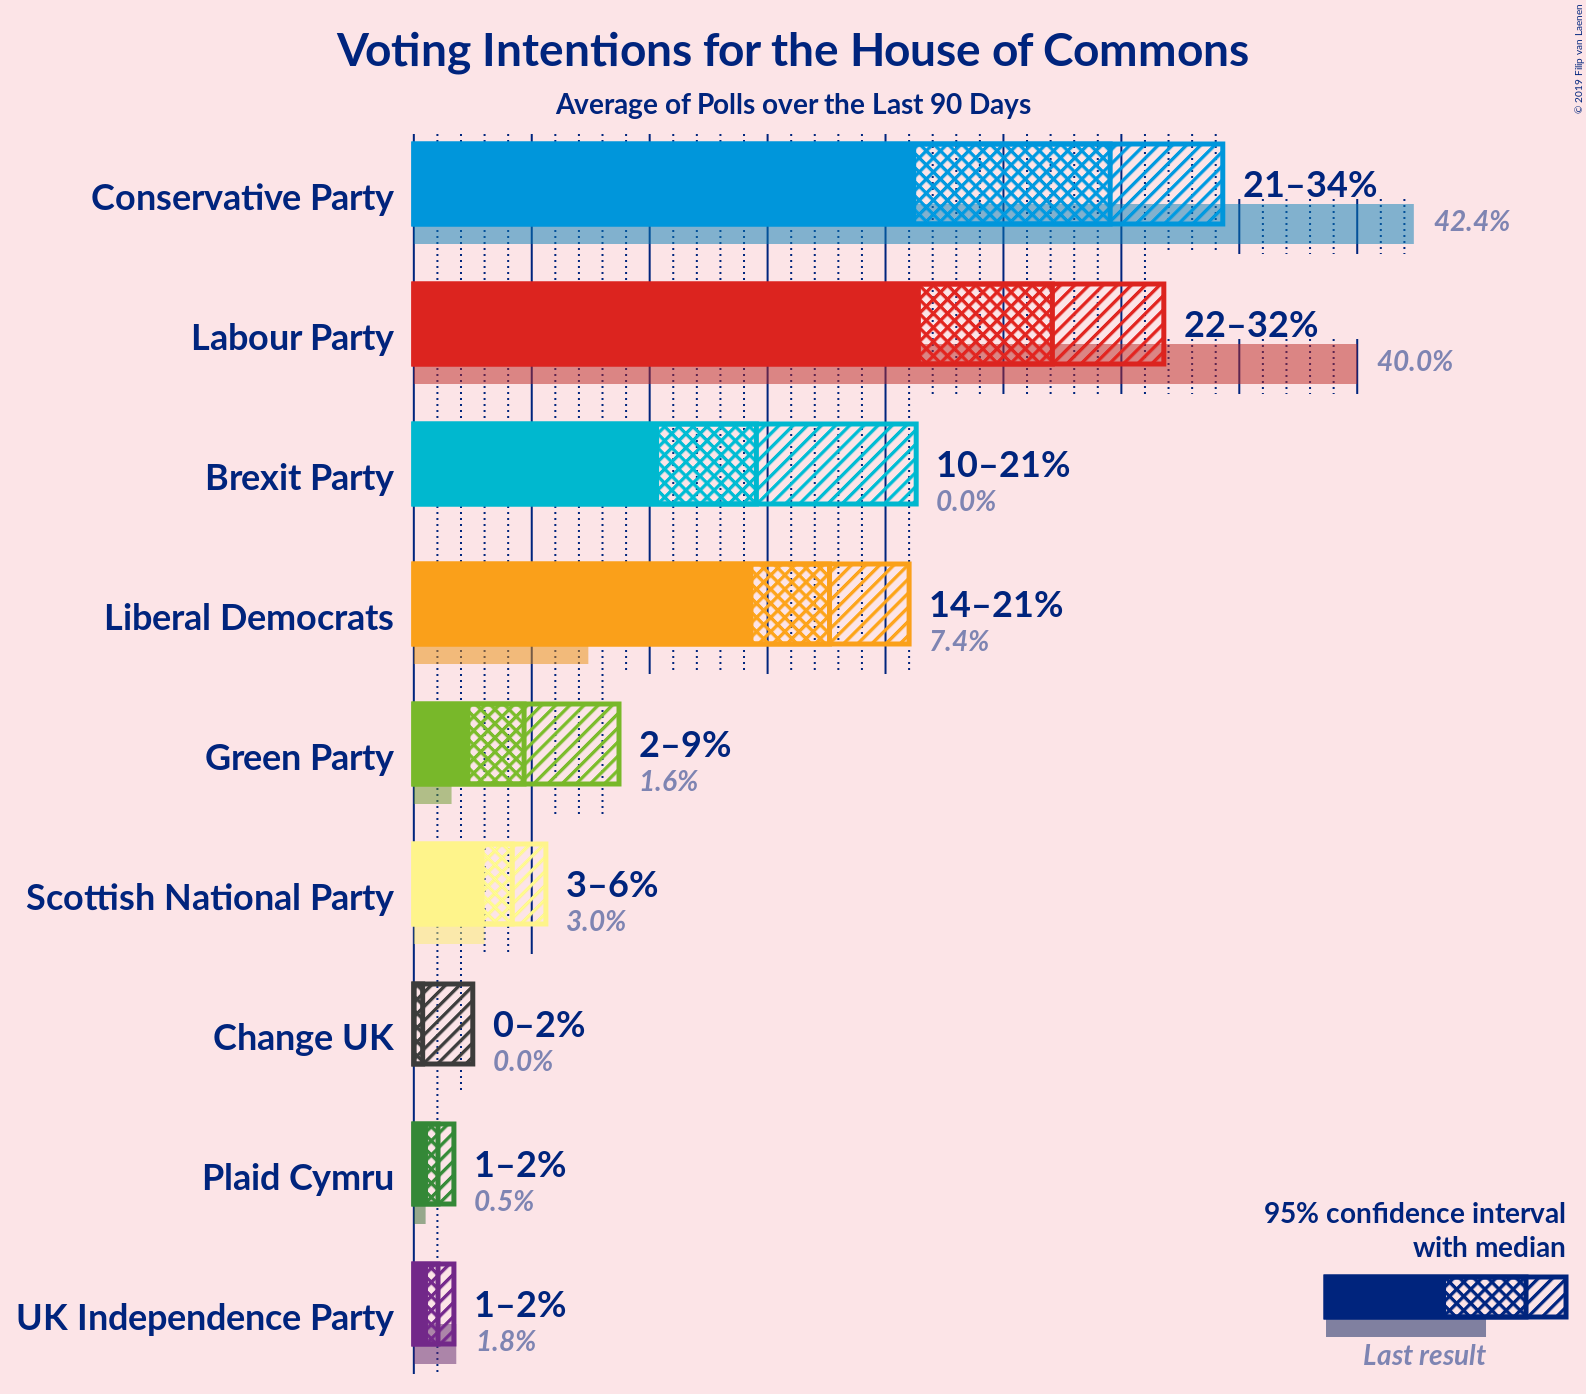 Voting Intentions for the House of Commons
Average of Polls over the Last 90 Days
© 2019 Filip van Laenen
Conservative Party
21–34%
42.4%
Labour Party
22–32%
40.0%
Brexit Party
10–21%
0.0%
Liberal Democrats
14–21%
7.4%
Green Party
2–9%
1.6%
Scottish National Party
3–6%
3.0%
Change UK
0–2%
0.0%
Plaid Cymru
1–2%
0.5%
UK Independence Party
1–2%
1.8%
95% confidence interval
with median
Last result